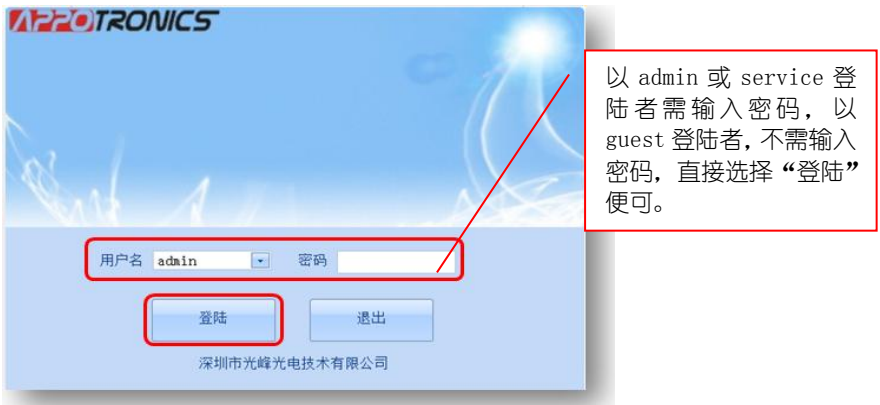 APPOTRONICS
以 admin 或 service 登
陆者需输入密码，以
guest 登陆者，不需输入
密码，直接选择“登陆”
便可。
用户名 admin 密码
登陆 退出
深圳市光峰光电技术有限公司